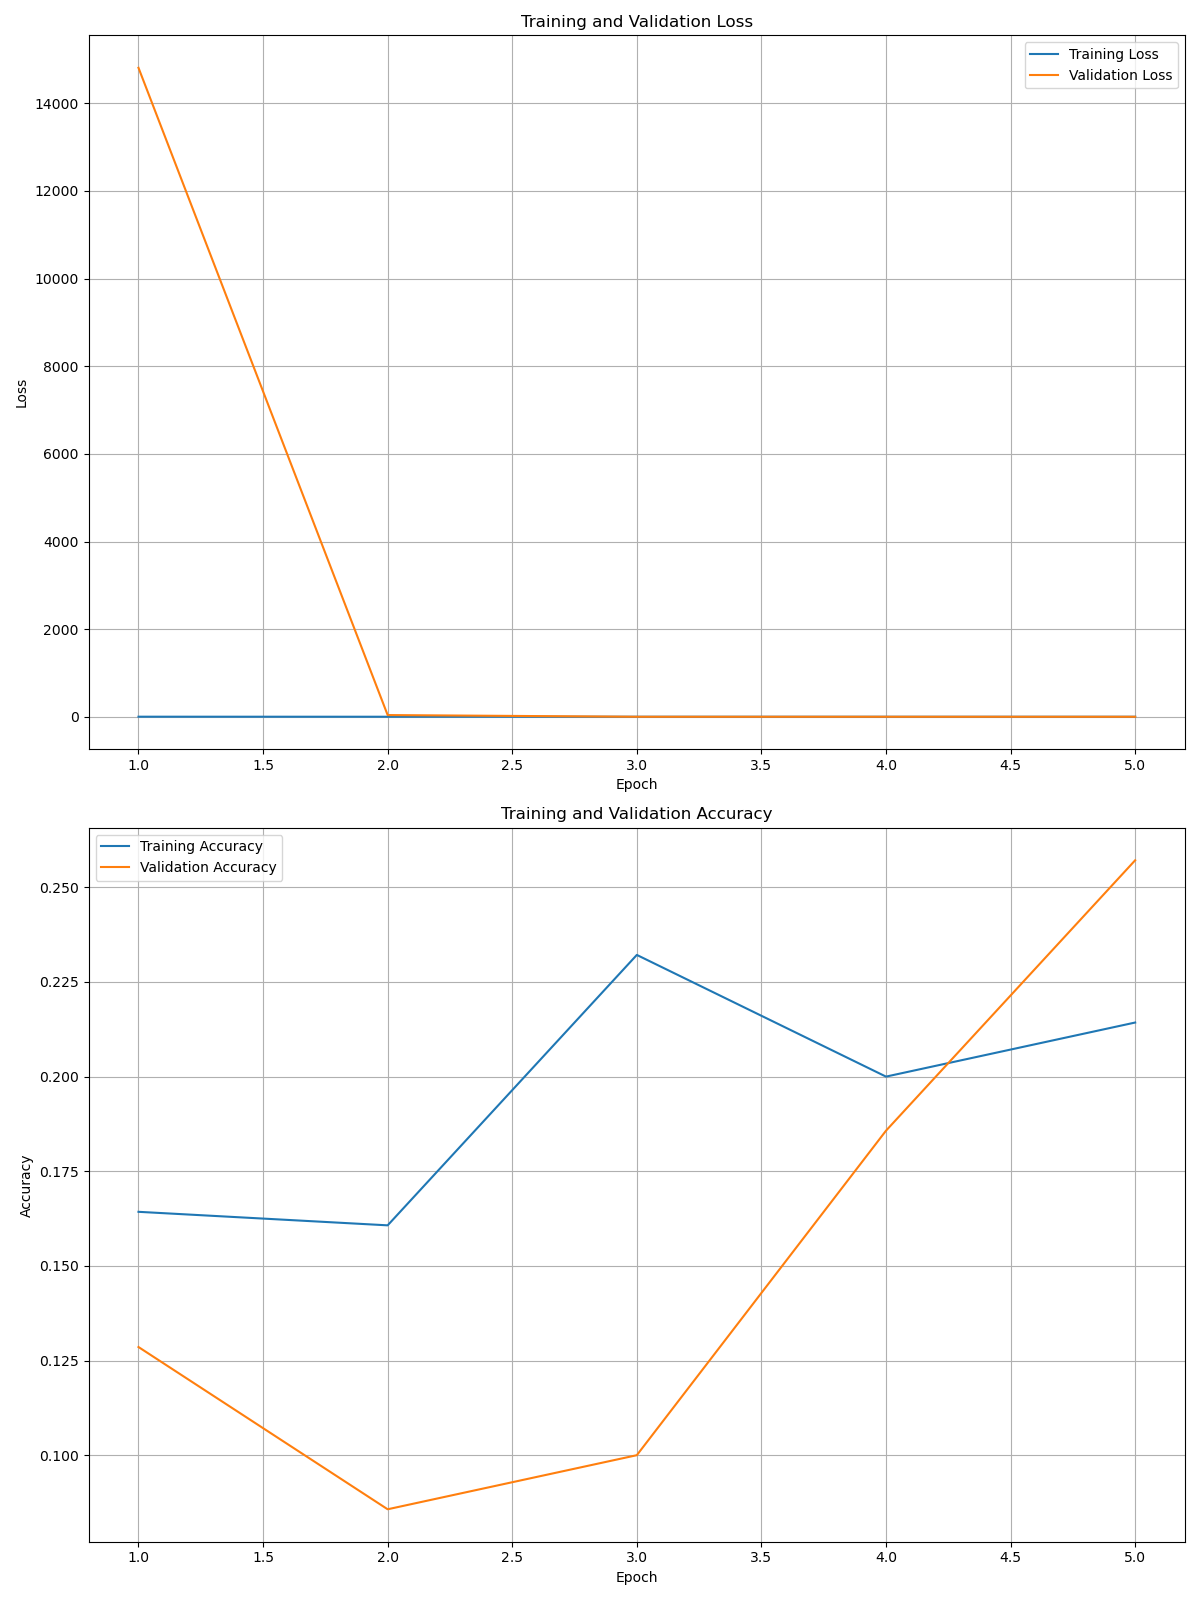 Training and Validation Loss
Training Loss
Validation Loss
14000
12000
10000
8000
6000
4000
2000
0
Loss
1.0 1.5 2.0 2.5 3.0 3.5 4.0 4.5 5.0
Epoch
Training and Validation Accuracy
Training Accuracy
Validation Accuracy
0.250
0.225
0.200
0.175
0.150
0.125
0.100
Accuracy
1.0 1.5 2.0 2.5 3.0 3.5 4.0 4.5 5.0
Epoch